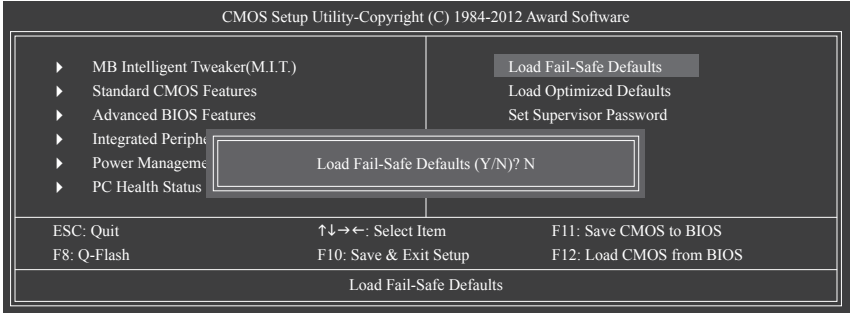 CMOS Setup Utility-Copyright (C) 1984-2012 Award Software
MB Intelligent Tweaker(M.I.T.)
Standard CMOS Features
Advanced BIOS Features
Integrated Periphe
Power Manageme
PC Health Status
Load Fail-Safe Defaults
Load Optimized Defaults
Set Supervisor Password
Load Fail-Safe Defaults (Y/N)? N
ESC: Quit ↑↓→←: Select Item F11: Save CMOS to BIOS
F8: Q-Flash F10: Save & Exit Setup F12: Load CMOS from BIOS
Load Fail-Safe Defaults